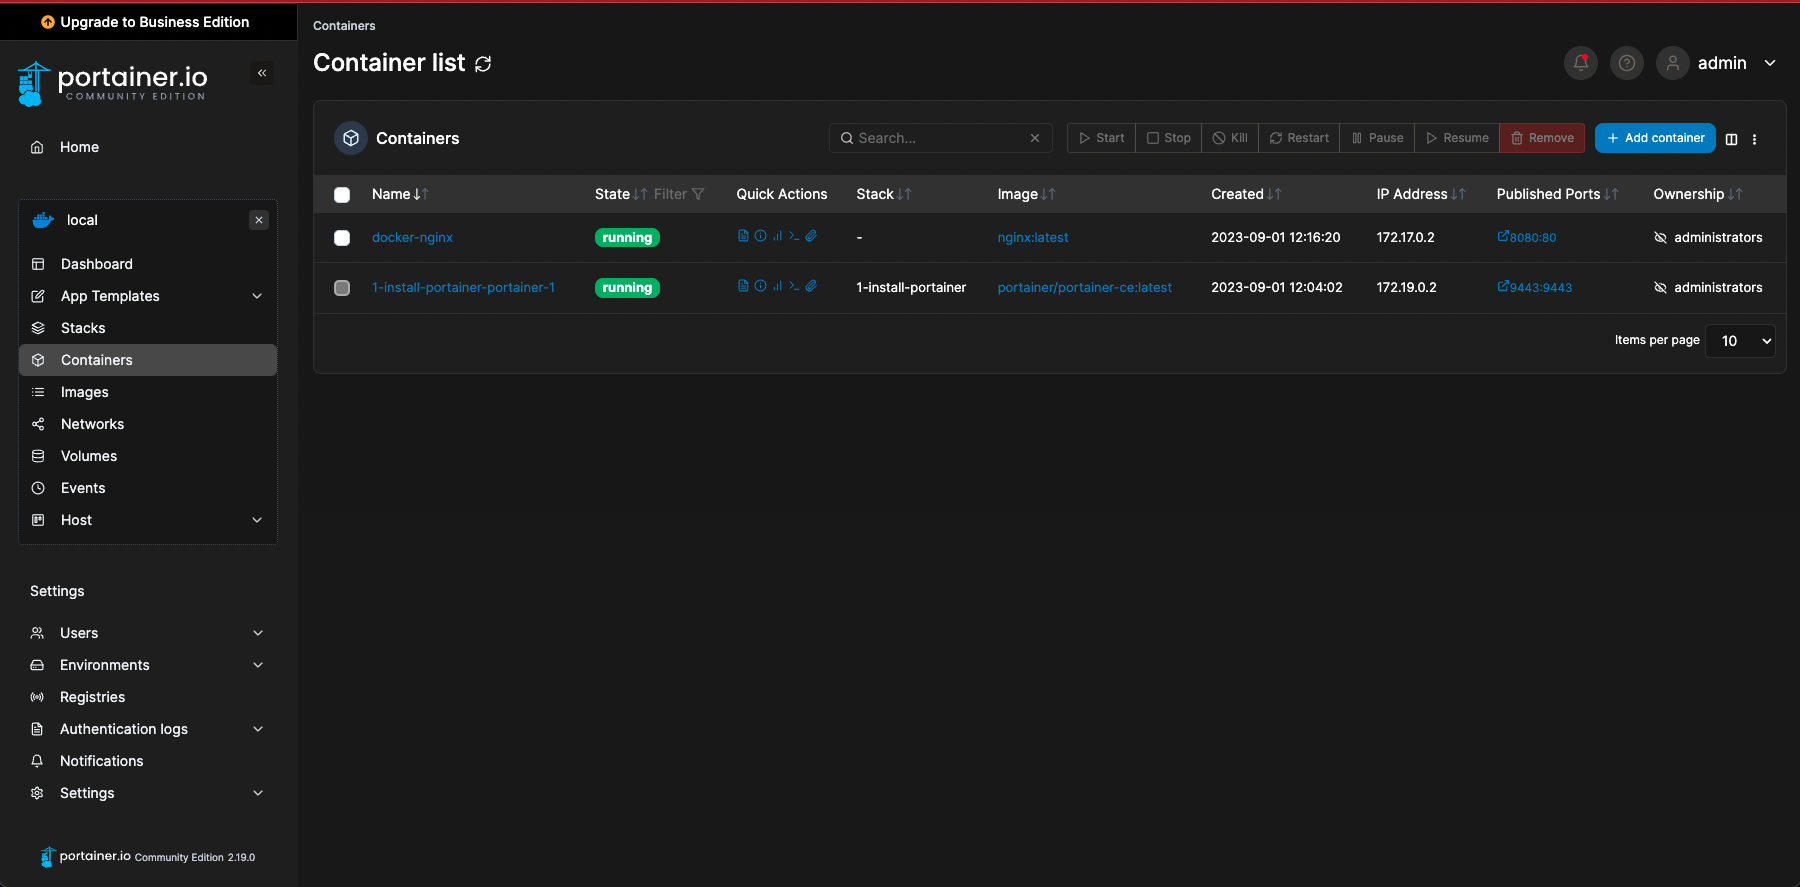 Upgrade to Business Edition
portainer.io
COMMUNITY EDITION
Home
local
Dashboard
App Templates
Stacks
Containers
Images
Networks
Volumes
Events
Host
Settings
Users
Environments
Registries
Authentication logs
Notifications
Settings
portainer.io Community Edition 2.19.0
Containers
Container list
admin
Containers
Search...
Start Stop Kill Restart Pause Resume Remove Add container
Name State Filter Quick Actions Stack Image Created IP Address Published Ports Ownership
docker-nginx running - nginx:latest 2023-09-01 12:16:20 172.17.0.2 8080:80 administrators
1-install-portainer-portainer-1 running 1-install-portainer portainer/portainer-ce:latest 2023-09-01 12:04:02 172.19.0.2 9443:9443 administrators
Items per page 10